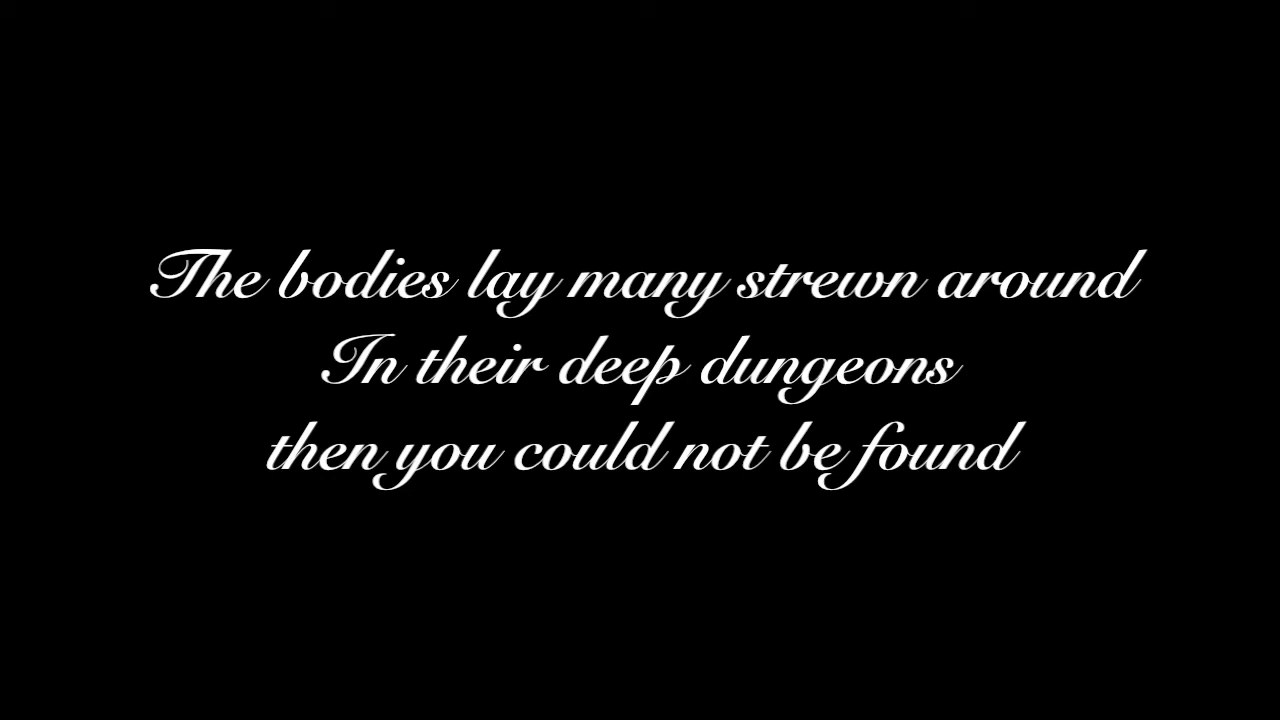 The bodies lay many strewn around
In their deep dungeons
then you could not be found